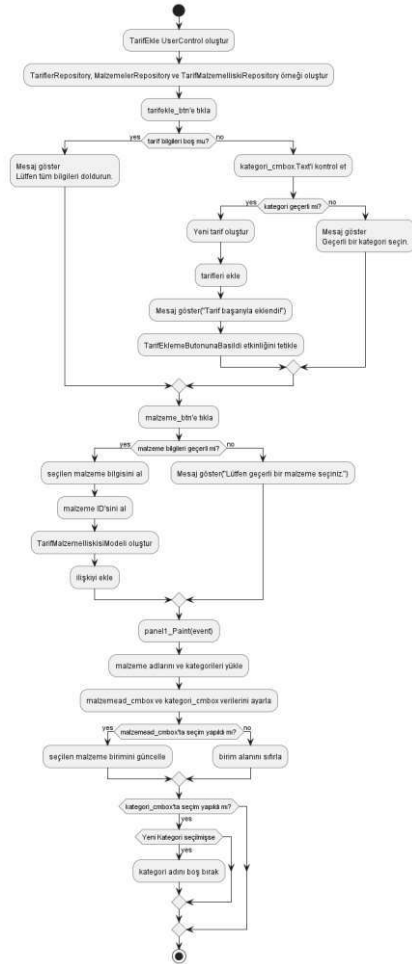 TarifEkle UserControl oluştur
TariflerRepository, MalzemelerRepository ve TarifMalzemeIliskiRepository örneği oluştur
tarifekle_btn'e tıkla
tarif bilgileri boş mu?
yes
no
Mesaj göster
Lütfen tüm bilgileri doldurun.
kategori_cmbox.Text'i kontrol et
kategori geçerli mi?
yes
no
Yeni tarif oluştur
Mesaj göster
Geçerli bir kategori seçin.
tarifleri ekle
Mesaj göster("Tarif başarıyla eklendi!")
TarifEklemeButonunaBasildi etkinliğini tetikle
malzeme_btn'e tıkla
malzeme bilgileri geçerli mi?
yes
no
seçilen malzeme bilgisini al
Mesaj göster("Lütfen geçerli bir malzeme seçiniz.")
malzeme ID'sini al
TarifMalzemeIliskisiModeli oluştur
ilişkiyi ekle
panel1_Paint(event)
malzeme adlarını ve kategorileri yükle
malzemead_cmbox ve kategori_cmbox verilerini ayarla
malzemead_cmbox'ta seçim yapıldı mı?
yes
no
seçilen malzeme birimini güncelle
birim alanını sıfırla
kategori_cmbox'ta seçim yapıldı mı?
yes
Yeni Kategori seçilmişse
yes
kategori adını boş bırak